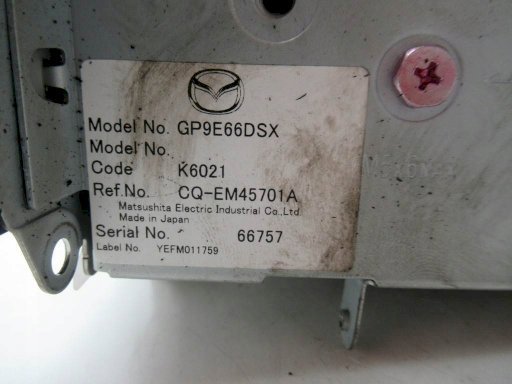 Model No. GP9E66DSX
Model No.
Code K6021
Ref.No. CQ-EM45701A
Matsushita Electric Industrial Co.,Ltd
Made in Japan
Serial No. 66757
Label No. YEFM011759